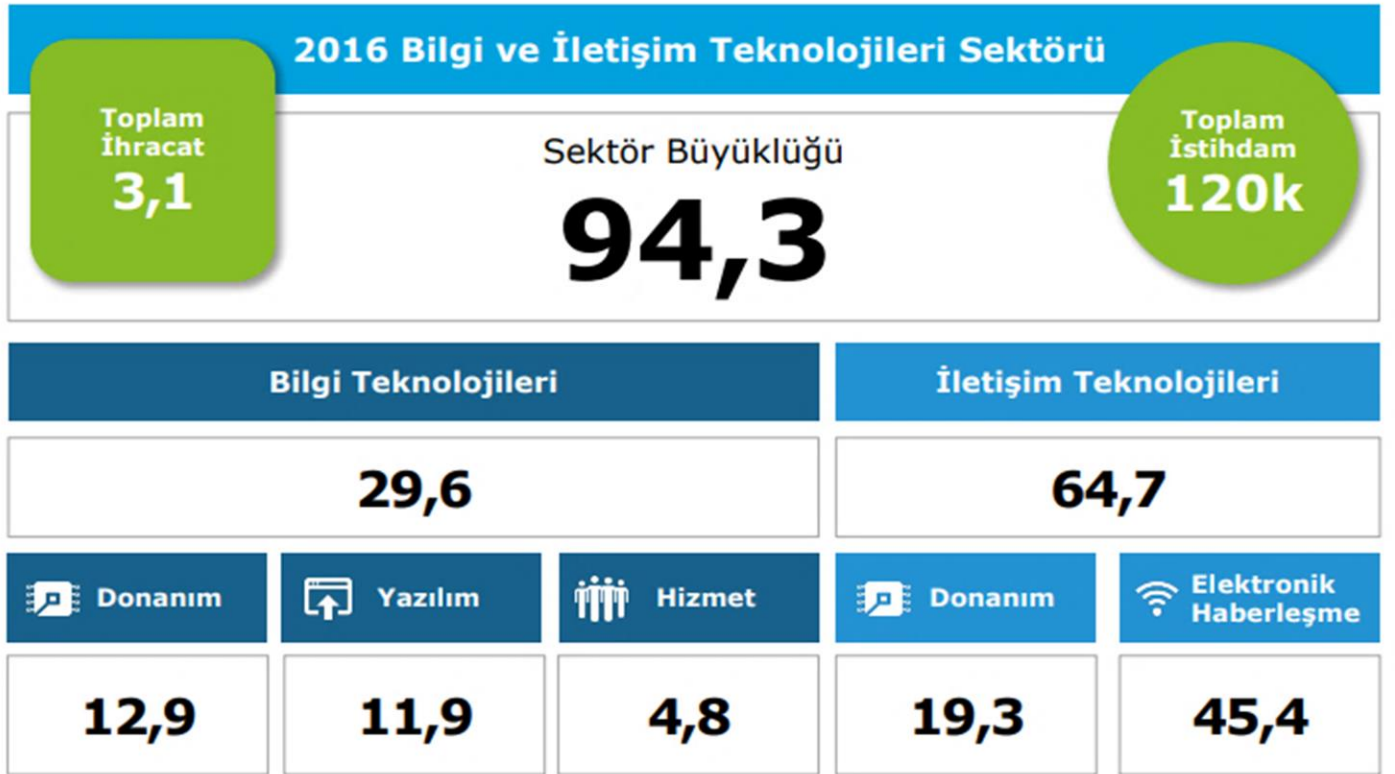 2016 Bilgi ve İletişim Teknolojileri Sektörü
Toplam
İhracat
3,1
Sektör Büyüklüğü
94,3
Toplam
İstihdam
120k
Bilgi Teknolojileri
İletişim Teknolojileri
29,6
64,7
Donanım
Yazılım
Hizmet
Donanım
Elektronik
Haberleşme
12,9
11,9
4,8
19,3
45,4